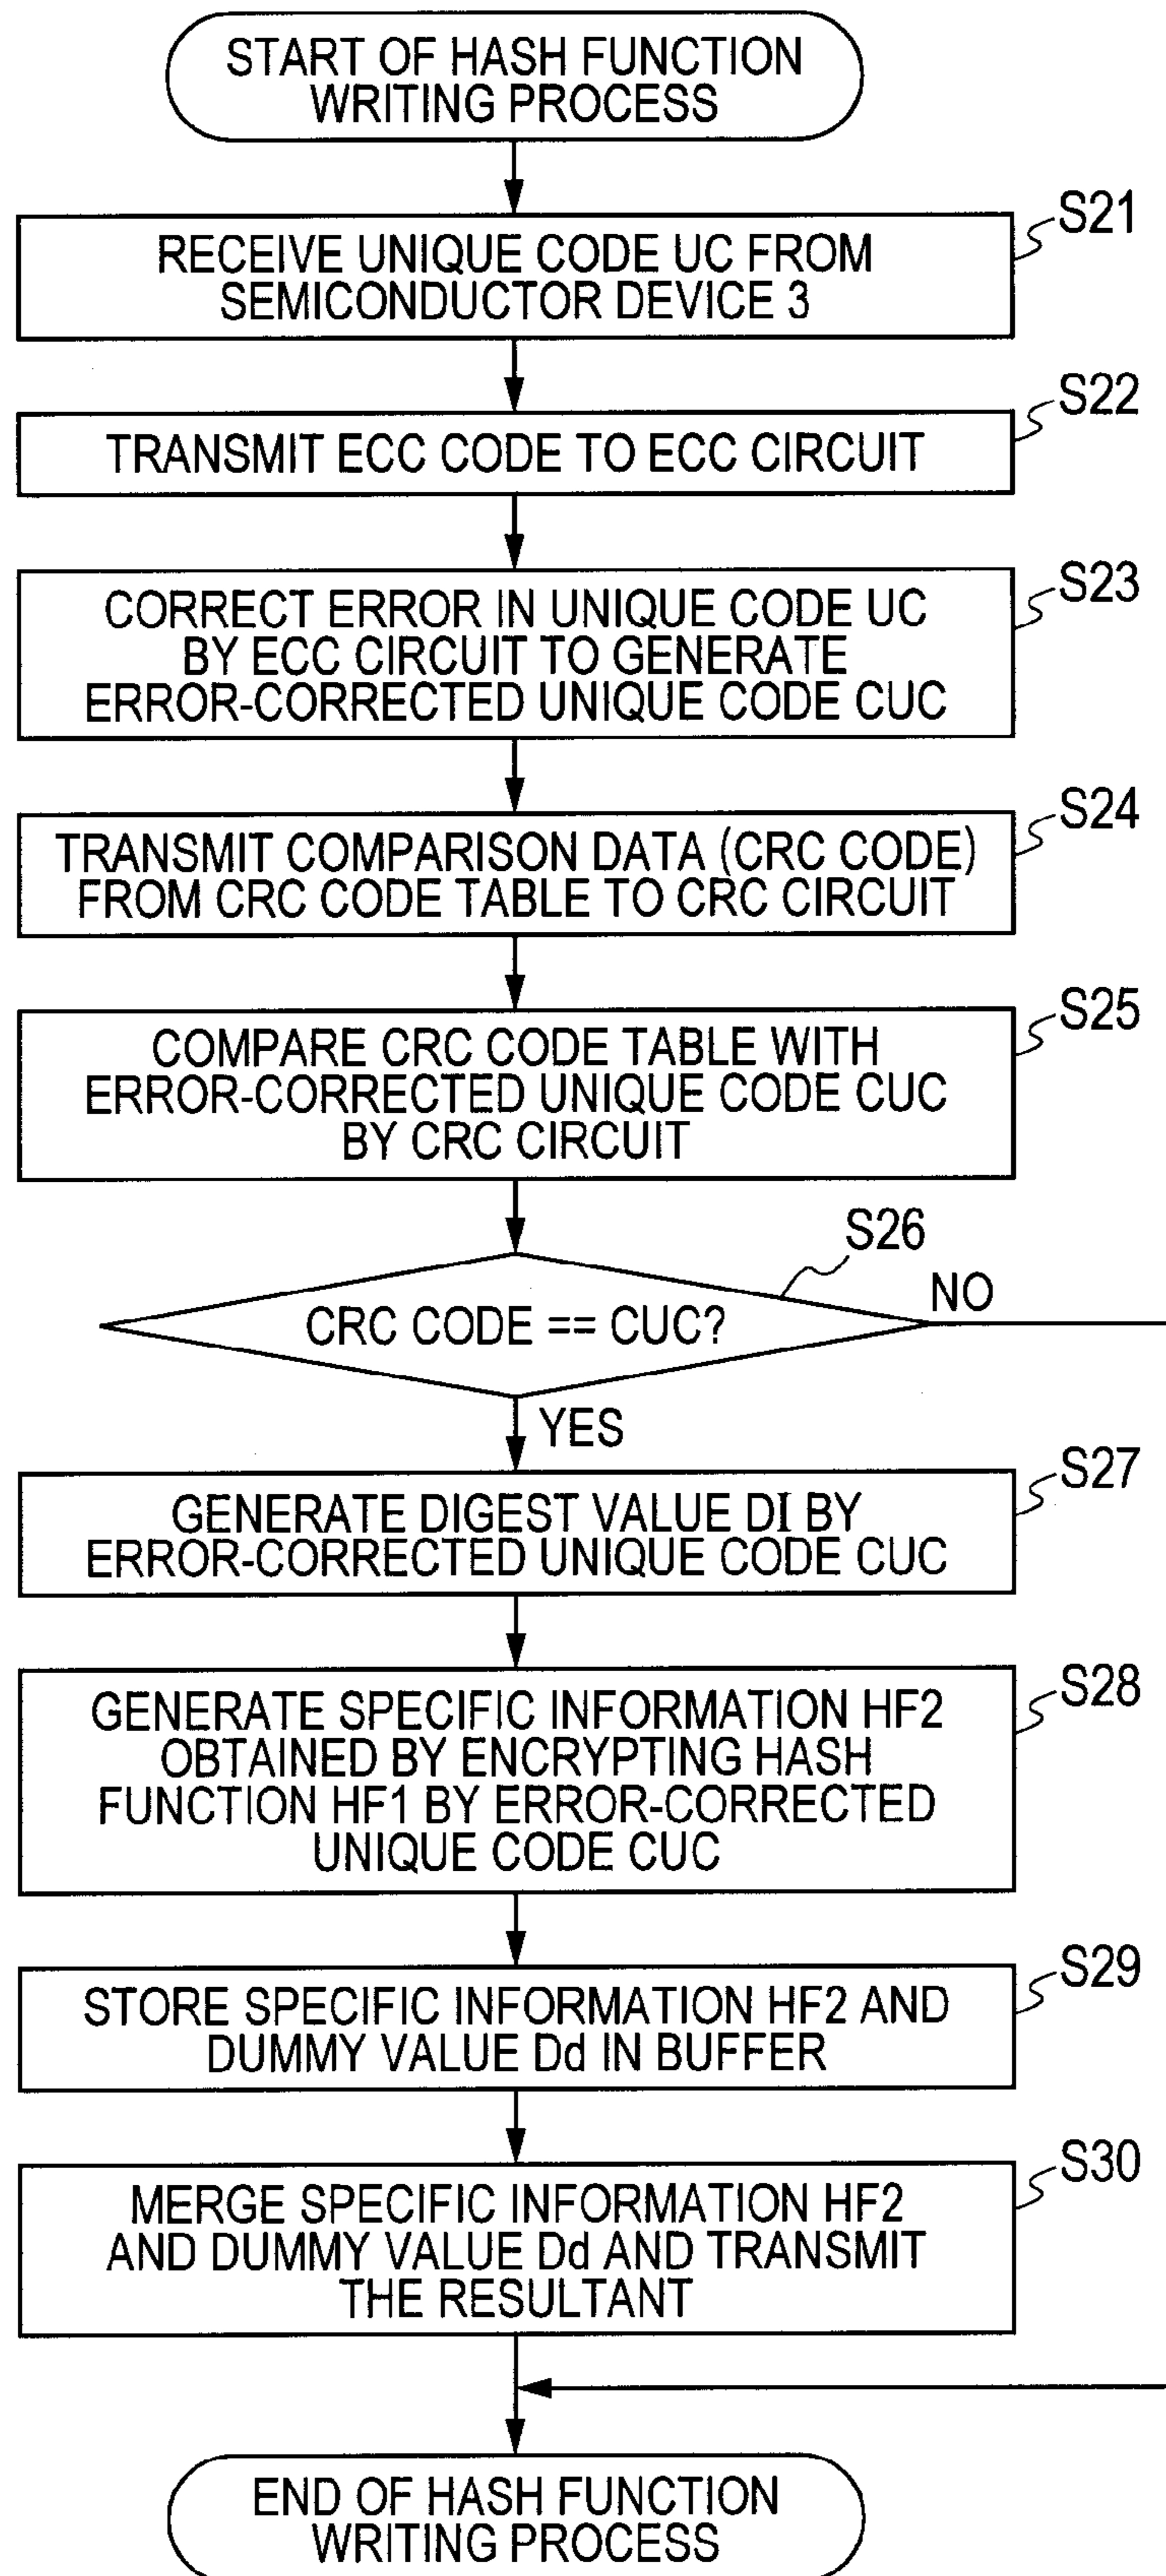 START OF HASH FUNCTION
WRITING PROCESS
S21
RECEIVE UNIQUE CODE UC FROM
SEMICONDUCTOR DEVICE 3
S22
TRANSMIT ECC CODE TO ECC CIRCUIT
S23
CORRECT ERROR IN UNIQUE CODE UC
BY ECC CIRCUIT TO GENERATE
ERROR-CORRECTED UNIQUE CODE CUC
S24
TRANSMIT COMPARISON DATA (CRC CODE)
FROM CRC CODE TABLE TO CRC CIRCUIT
S25
COMPARE CRC CODE TABLE WITH
ERROR-CORRECTED UNIQUE CODE CUC
BY CRC CIRCUIT
S26
NO
CRC CODE == CUC?
YES
S27
GENERATE DIGEST VALUE DI BY
ERROR-CORRECTED UNIQUE CODE CUC
S28
GENERATE SPECIFIC INFORMATION HF2
OBTAINED BY ENCRYPTING HASH
FUNCTION HF1 BY ERROR-CORRECTED
UNIQUE CODE CUC
S29
STORE SPECIFIC INFORMATION HF2 AND
DUMMY VALUE Dd IN BUFFER
S30
MERGE SPECIFIC INFORMATION HF2
AND DUMMY VALUE Dd AND TRANSMIT
THE RESULTANT
END OF HASH FUNCTION
WRITING PROCESS